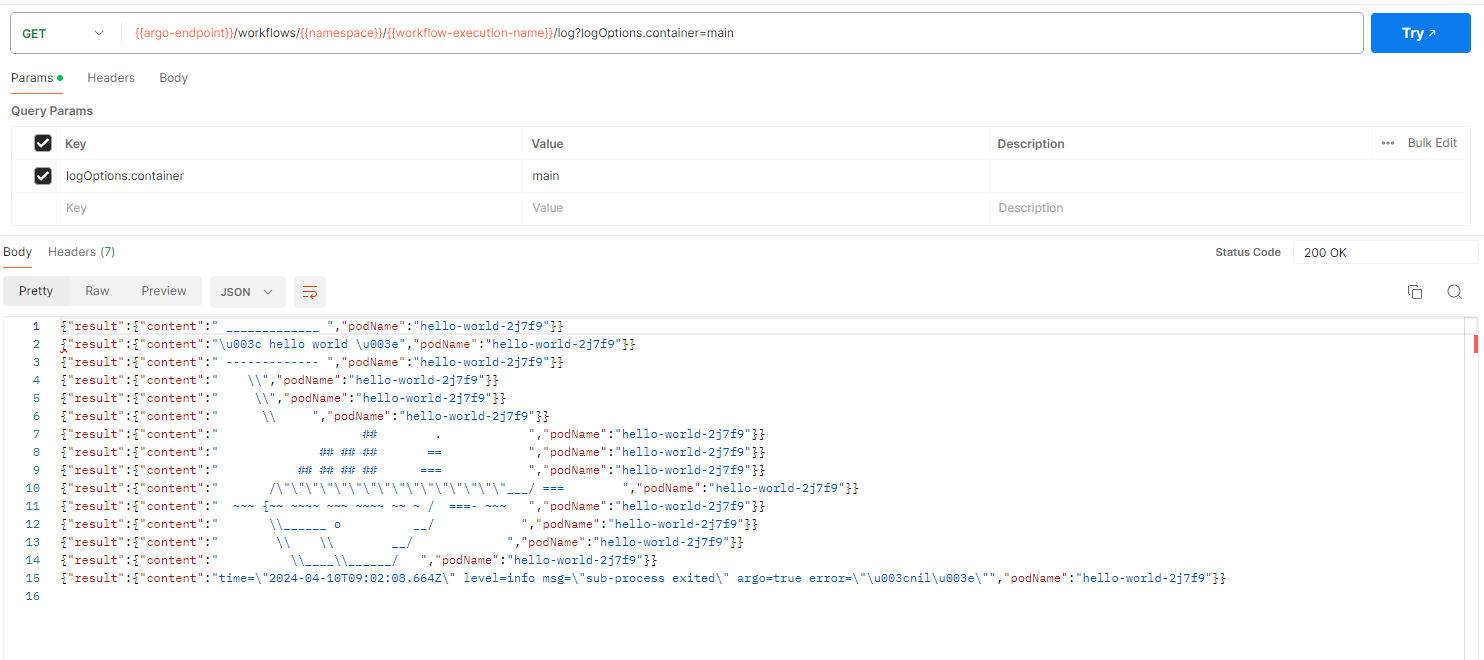 GET {{argo-endpoint}}/workflows/{{namespace}}/{{workflow-execution-name}}/log?logOptions.container=main Try ↗
Params Headers Body
Query Params
Key Value Description ••• Bulk Edit
logOptions.container main
Key Value Description
Body Headers (7) Status Code 200 OK
Pretty Raw Preview JSON
1 {"result":{"content":" _____________ ","podName":"hello-world-2j7f9"}}
2 {"result":{"content":"\u003c hello world \u003e","podName":"hello-world-2j7f9"}}
3 {"result":{"content":" ------------- ","podName":"hello-world-2j7f9"}}
4 {"result":{"content":"    \\","podName":"hello-world-2j7f9"}}
5 {"result":{"content":"     \\","podName":"hello-world-2j7f9"}}
6 {"result":{"content":"      \\     ","podName":"hello-world-2j7f9"}}
7 {"result":{"content":"                    ##        .            ","podName":"hello-world-2j7f9"}}
8 {"result":{"content":"              ## ## ##       ==            ","podName":"hello-world-2j7f9"}}
9 {"result":{"content":"           ## ## ## ##      ===            ","podName":"hello-world-2j7f9"}}
10 {"result":{"content":"       /\"\"\"\"\"\"\"\"\"\"\"\"\"\"\"\"___/ ===        ","podName":"hello-world-2j7f9"}}
11 {"result":{"content":"  ~~~ {~~ ~~~~ ~~~ ~~~~ ~~ ~ /  ===- ~~~   ","podName":"hello-world-2j7f9"}}
12 {"result":{"content":"       \\______ o          __/            ","podName":"hello-world-2j7f9"}}
13 {"result":{"content":"        \\    \\        __/             ","podName":"hello-world-2j7f9"}}
14 {"result":{"content":"          \\____\\______/   ","podName":"hello-world-2j7f9"}}
15 {"result":{"content":"time=\"2024-04-10T09:02:08.664Z\" level=info msg=\"sub-process exited\" argo=true error=\"\u003cnil\u003e\"","podName":"hello-world-2j7f9"}}
16